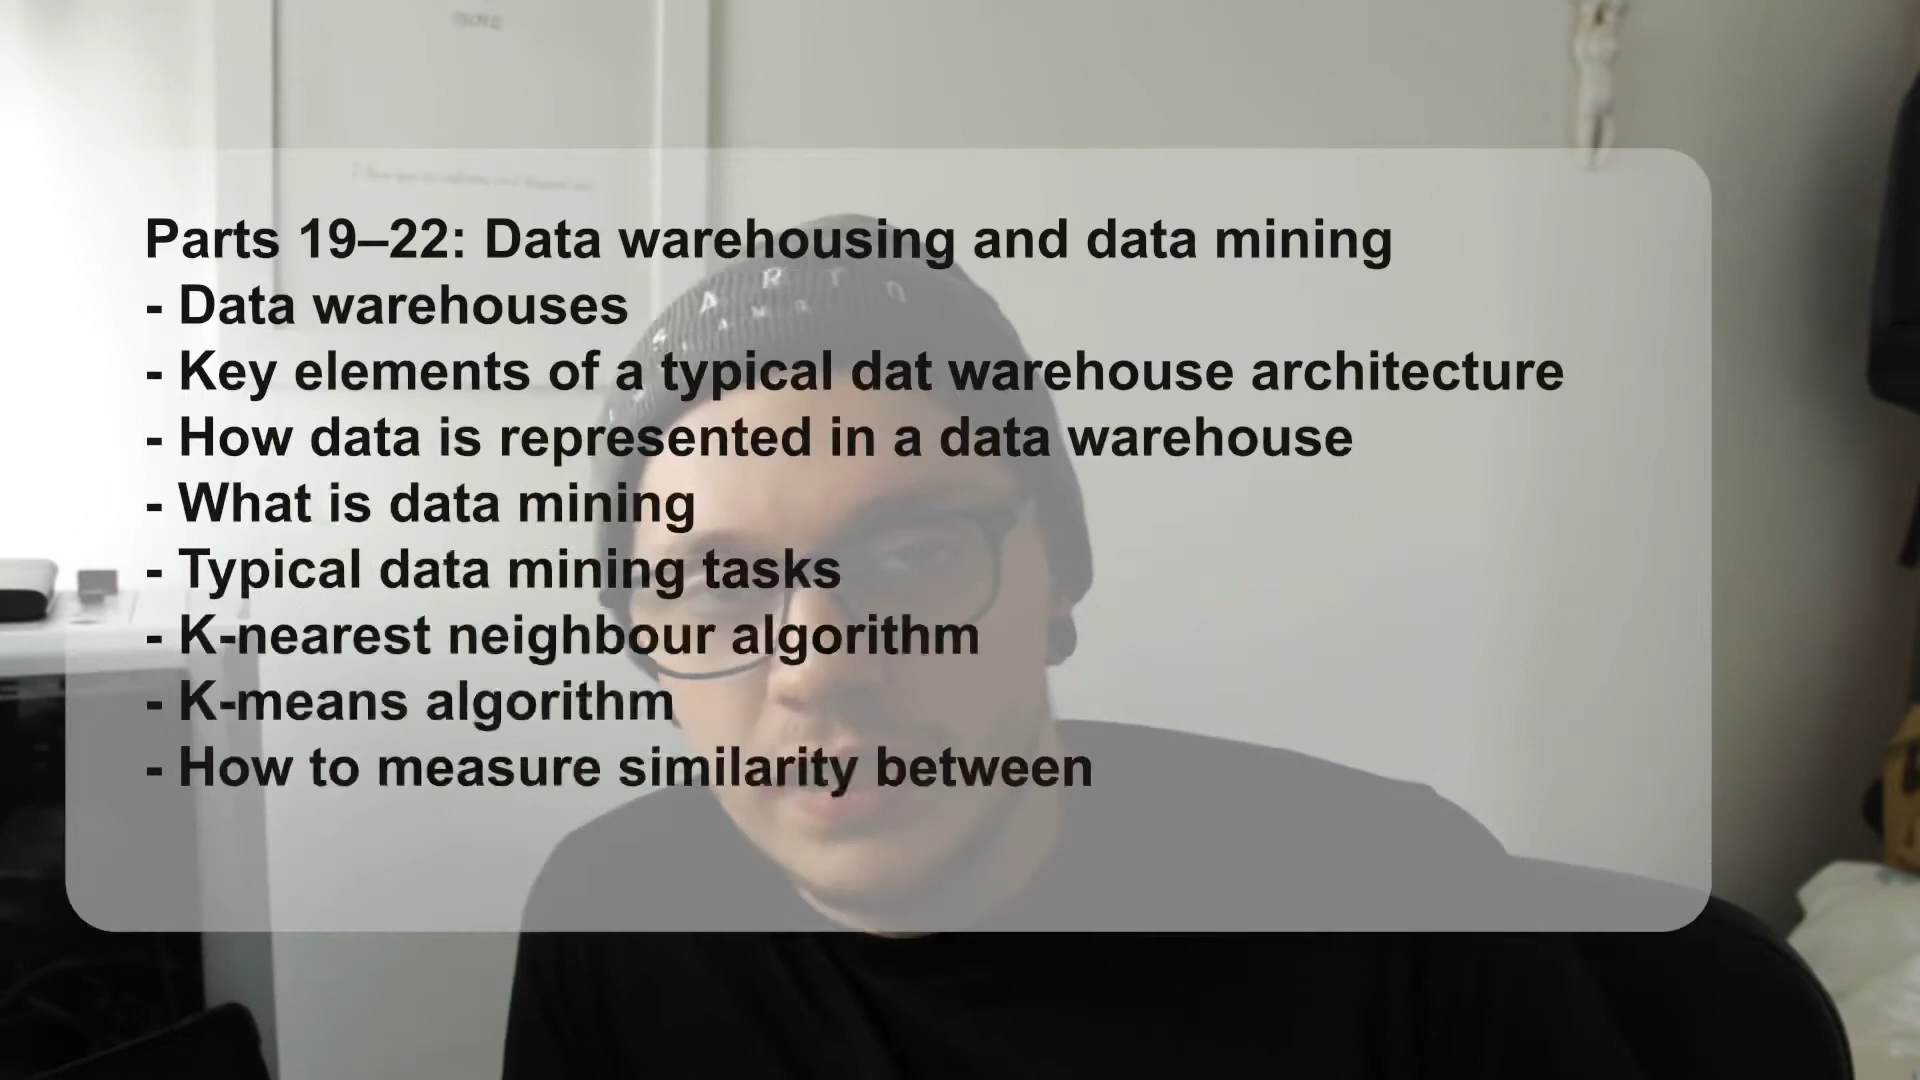 Parts 19–22: Data warehousing and data mining
- Data warehouses
- Key elements of a typical dat warehouse architecture
- How data is represented in a data warehouse
- What is data mining
- Typical data mining tasks
- K-nearest neighbour algorithm
- K-means algorithm
- How to measure similarity between